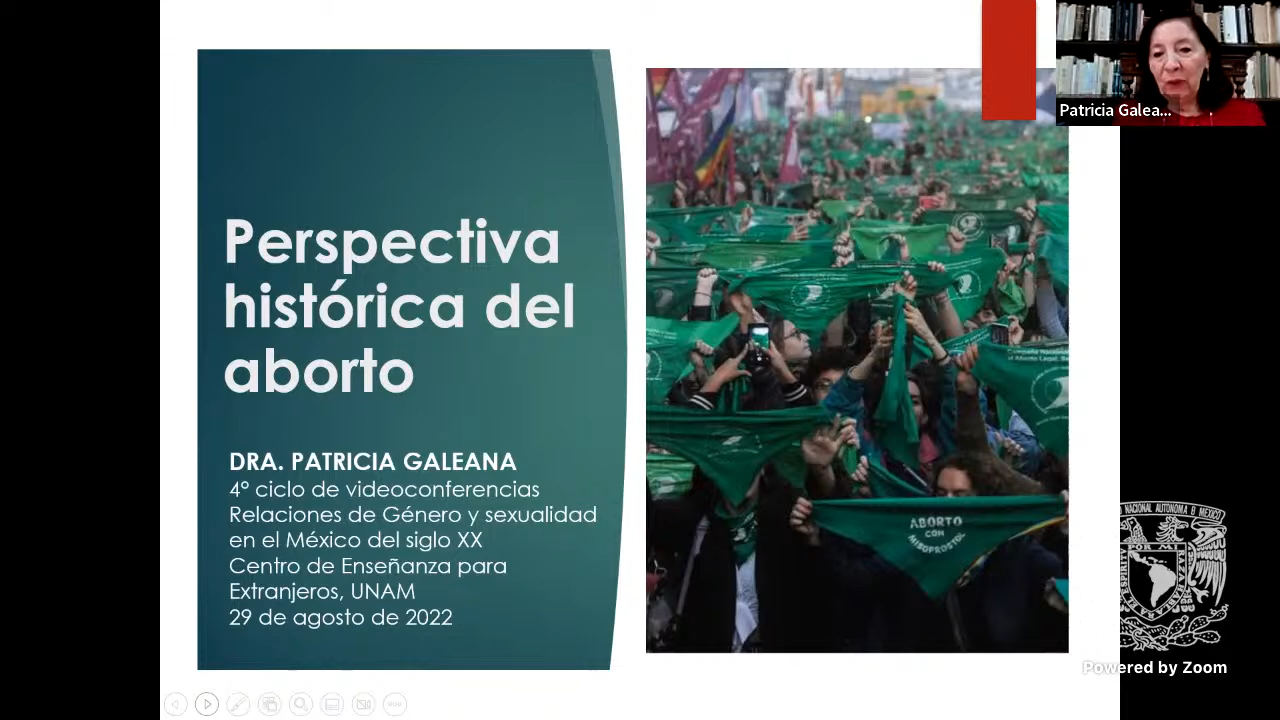 Perspectiva
histórica del
aborto
DRA. PATRICIA GALEANA
4° ciclo de videoconferencias
Relaciones de Género y sexualidad
en el México del siglo XX
Centro de Enseñanza para
Extranjeros, UNAM
29 de agosto de 2022
ABORTO
CON
MISOPROSTOL
Patricia Galea...
Powered by Zoom